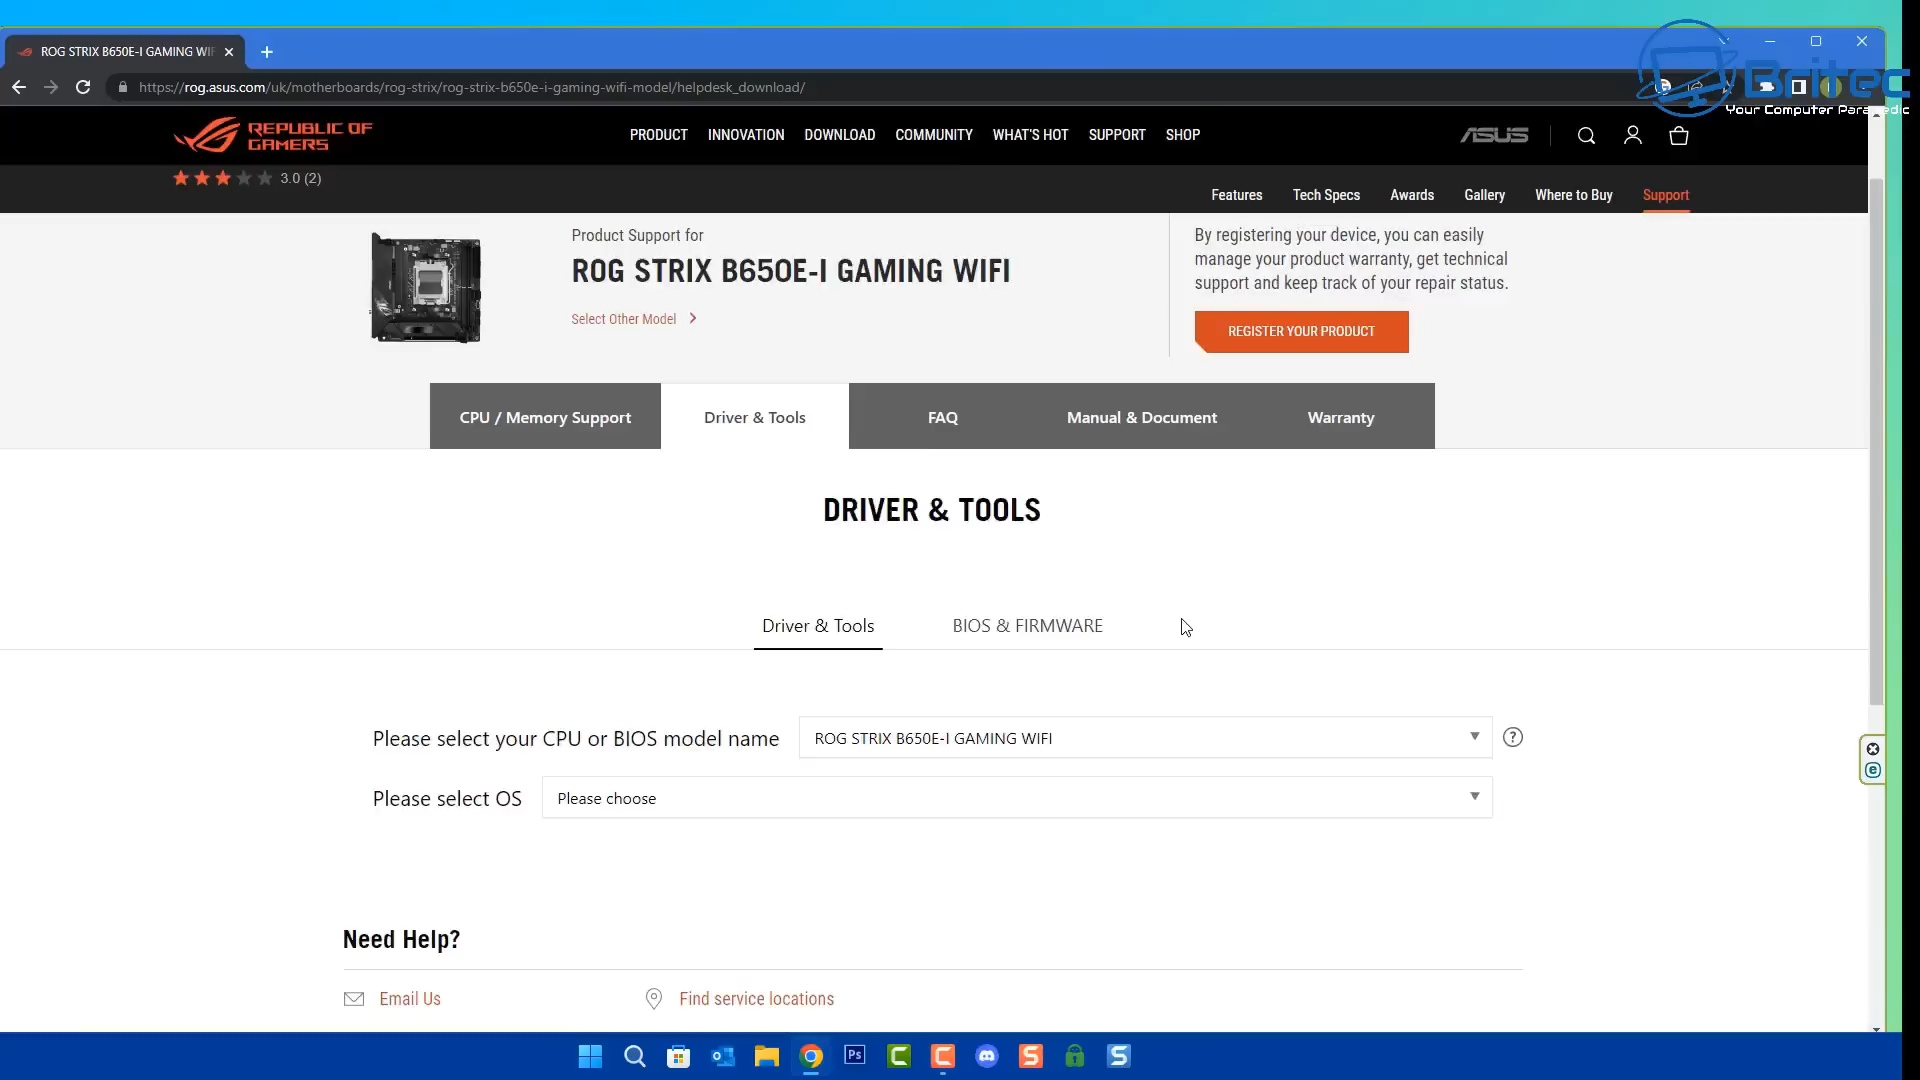 ROG STRIX B650E-I GAMING WIF
https://rog.asus.com/uk/motherboards/rog-strix/rog-strix-b650e-i-gaming-wifi-model/helpdesk_download/
Britec
Your Computer Paramedic
REPUBLIC OF
GAMERS
PRODUCT INNOVATION DOWNLOAD COMMUNITY WHAT'S HOT SUPPORT SHOP
ASUS
3.0 (2)
Features Tech Specs Awards Gallery Where to Buy Support
Product Support for
ROG STRIX B650E-I GAMING WIFI
Select Other Model
By registering your device, you can easily
manage your product warranty, get technical
support and keep track of your repair status.
REGISTER YOUR PRODUCT
CPU / Memory Support Driver & Tools FAQ Manual & Document Warranty
DRIVER & TOOLS
Driver & Tools BIOS & FIRMWARE
Please select your CPU or BIOS model name ROG STRIX B650E-I GAMING WIFI ?
Please select OS Please choose
Need Help?
Email Us Find service locations
Ps